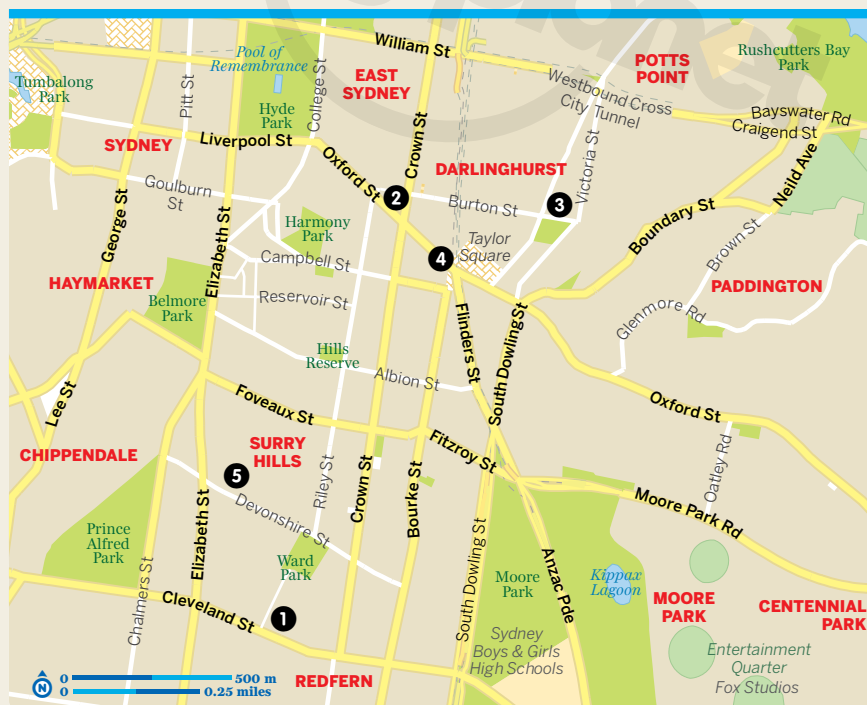 William St
Pool of
Remembrance
College St
POTTS
POINT
Rushcutters Bay
Park
EAST
SYDNEY
Tumbalong
Park
Pitt St
Hyde
Park
Westbound Cross
City Tunnel
Bayswater Rd
Craigend St
SYDNEY
Liverpool St
Crown St
Oxford St
DARLINGHURST
Victoria St
Neild Ave
Goulburn
St
2
Burton St
3
George St
Elizabeth St
Harmony
Park
Boundary St
Brown St
Taylor
Square
4
Campbell St
HAYMARKET
Belmore
Park
Reservoir St
PADDINGTON
Glenmore Rd
Flinders St
South Dowling St
Hills
Reserve
Albion St
Lee St
Foveaux St
Oxford St
SURRY
HILLS
Fitzroy St
CHIPPENDALE
5
Riley St
Crown St
Bourke St
Oatley Rd
Devonshire St
Moore Park Rd
Elizabeth St
Prince
Alfred
Park
Ward
Park
South Dowling St
Anzac Pde
Moore
Park
Kippax
Lagoon
Chalmers St
Cleveland St
1
MOORE
PARK
CENTENNIAL
PARK
Sydney
Boys & Girls
High Schools
Entertainment
Quarter
Fox Studios
REDFERN
N
0 500 m
0 0.25 miles